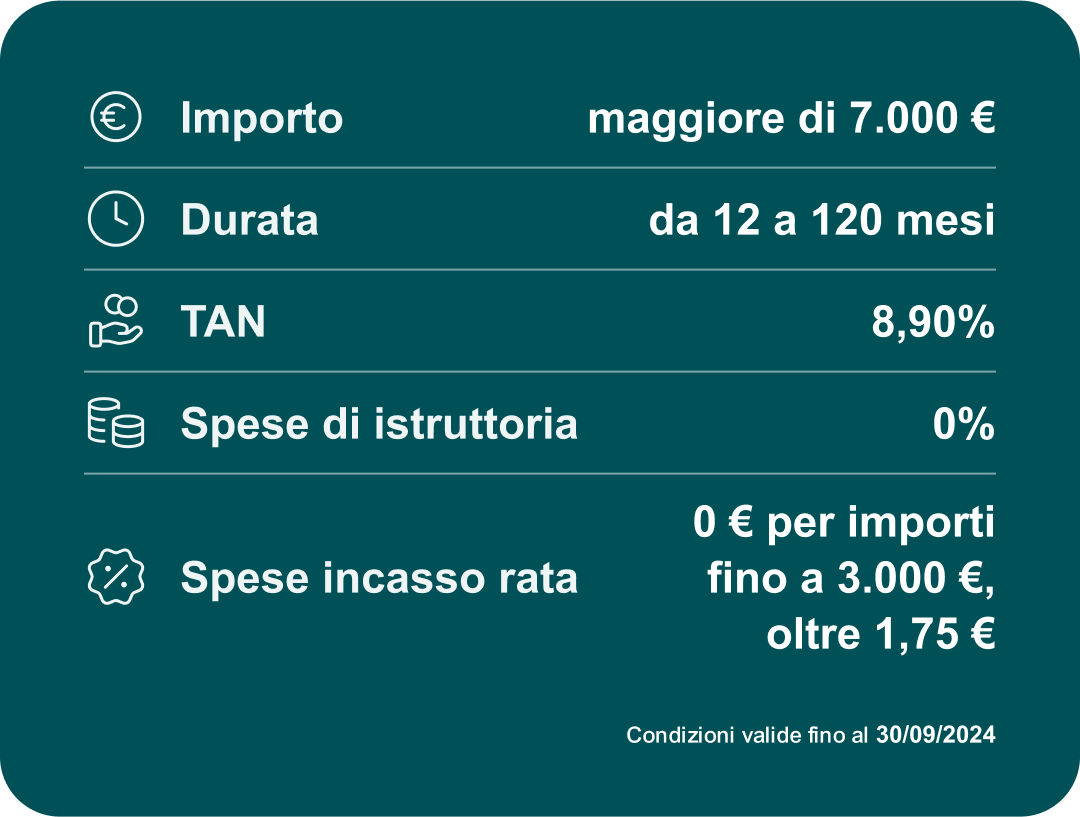 Importo maggiore di 7.000 €
Durata da 12 a 120 mesi
TAN 8,90%
Spese di istruttoria 0%
Spese incasso rata 0 € per importi
fino a 3.000 €,
oltre 1,75 €
Condizioni valide fino al 30/09/2024